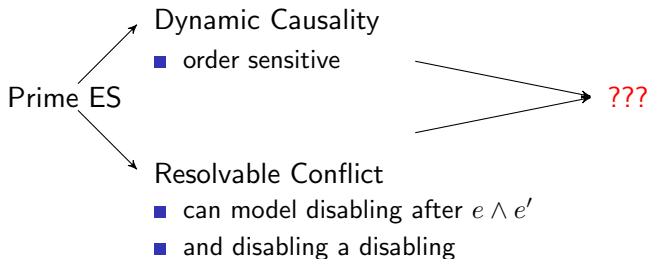 Dynamic Causality
order sensitive
Prime ES
???
Resolvable Conflict
can model disabling after e ∧ e′
and disabling a disabling